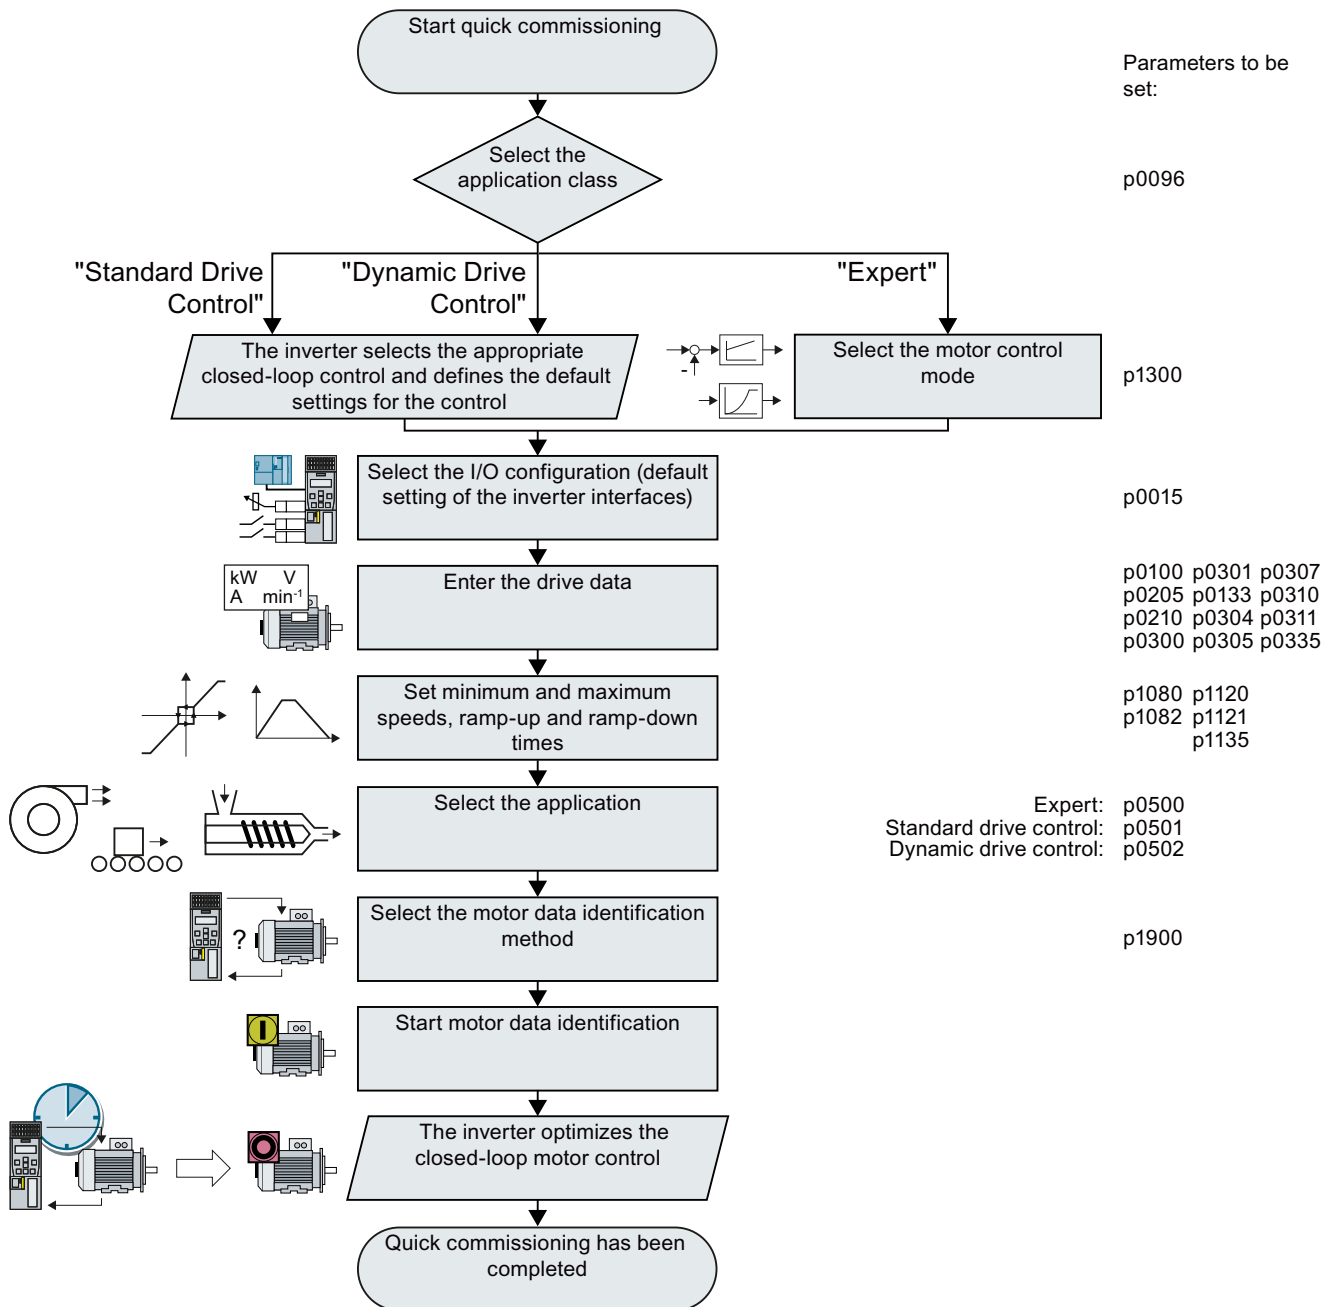 Start quick commissioning
Parameters to be
set:
Select the
application class
p0096
"Standard Drive
Control"
"Dynamic Drive
Control"
"Expert"
The inverter selects the appropriate
closed-loop control and defines the default
settings for the control
-
Select the motor control
mode
p1300
Select the I/O configuration (default
setting of the inverter interfaces)
p0015
kW V
A min-1
Enter the drive data
p0100 p0301 p0307
p0205 p0133 p0310
p0210 p0304 p0311
p0300 p0305 p0335
Set minimum and maximum
speeds, ramp-up and ramp-down
times
p1080 p1120
p1082 p1121
p1135
Select the application
Expert: p0500
Standard drive control: p0501
Dynamic drive control: p0502
?
Select the motor data identification
method
p1900
Start motor data identification
The inverter optimizes the
closed-loop motor control
Quick commissioning has been
completed